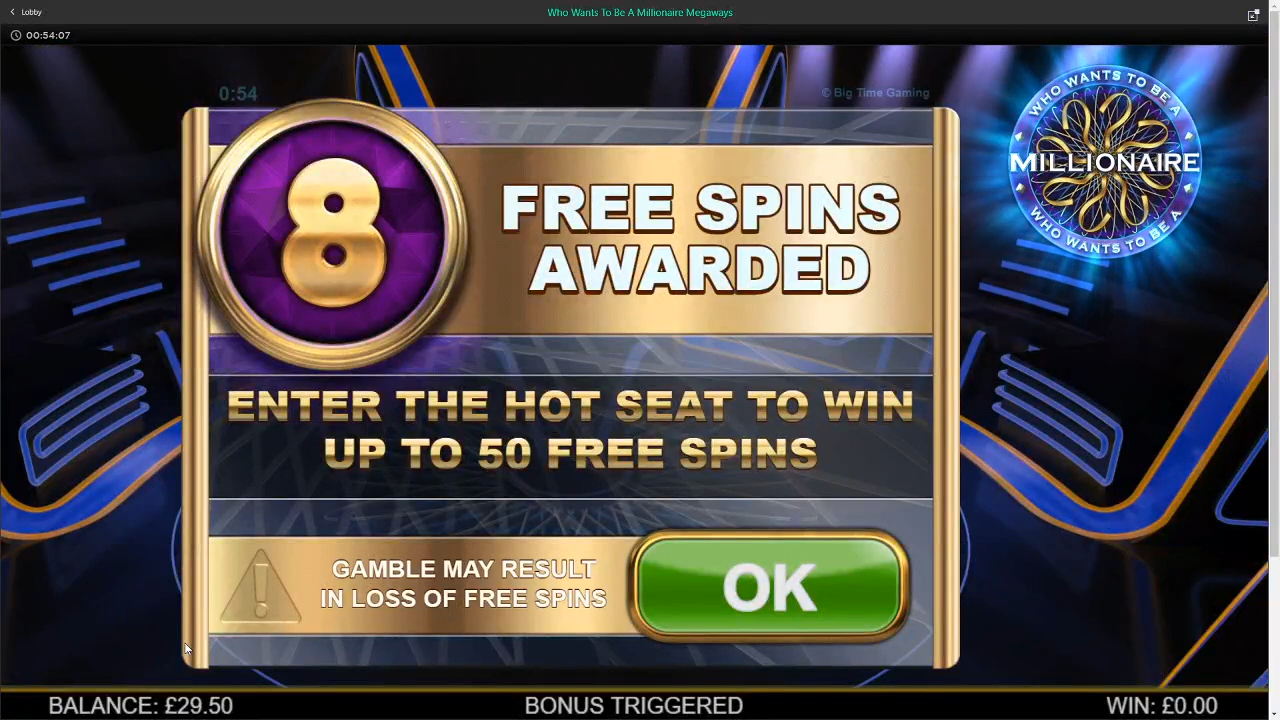 Lobby
Who Wants To Be A Millionaire Megaways
00:54:07
0:54
© Big Time Gaming
WHO WANTS TO BE A
MILLIONAIRE
WHO WANTS TO BE A
8
FREE SPINS
AWARDED
ENTER THE HOT SEAT TO WIN
UP TO 50 FREE SPINS
GAMBLE MAY RESULT
IN LOSS OF FREE SPINS
OK
BALANCE: £29.50
BONUS TRIGGERED
WIN: £0.00